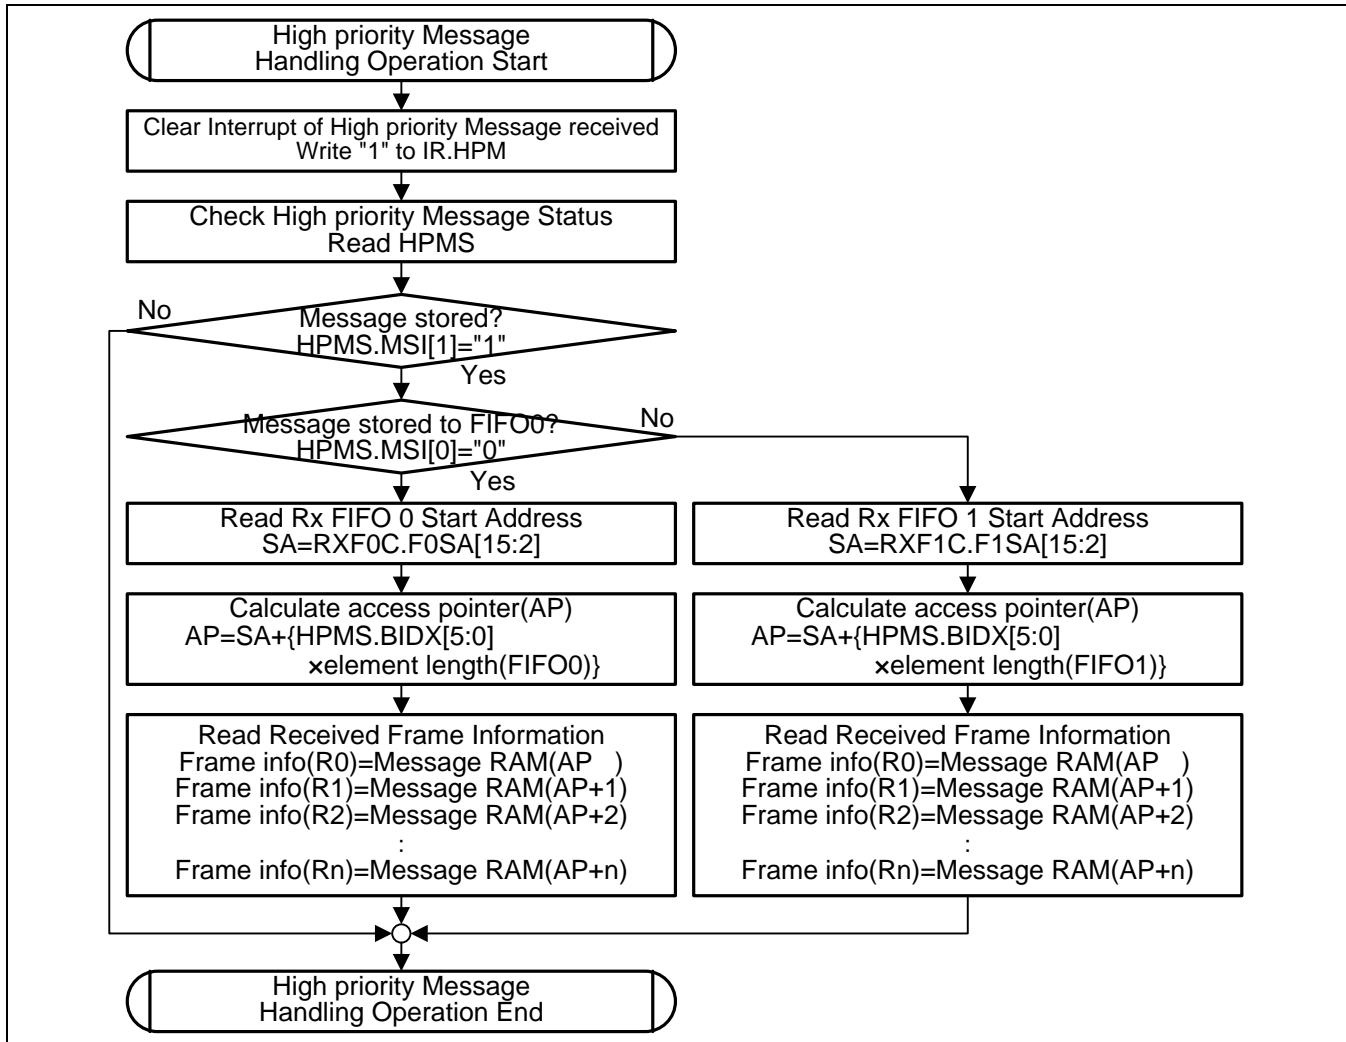 High priority Message
Handling Operation Start
Clear Interrupt of High priority Message received
Write "1" to IR.HPM
Check High priority Message Status
Read HPMS
No
Message stored?
HPMS.MSI[1]="1"
Yes
Message stored to FIFO0?
HPMS.MSI[0]="0"
No
Yes
Read Rx FIFO 0 Start Address
SA=RXF0C.F0SA[15:2]
Calculate access pointer(AP)
AP=SA+{HPMS.BIDX[5:0]
×element length(FIFO0)}
Read Received Frame Information
Frame info(R0)=Message RAM(AP   )
Frame info(R1)=Message RAM(AP+1)
Frame info(R2)=Message RAM(AP+2)
:
Frame info(Rn)=Message RAM(AP+n)
Read Rx FIFO 1 Start Address
SA=RXF1C.F1SA[15:2]
Calculate access pointer(AP)
AP=SA+{HPMS.BIDX[5:0]
×element length(FIFO1)}
Read Received Frame Information
Frame info(R0)=Message RAM(AP   )
Frame info(R1)=Message RAM(AP+1)
Frame info(R2)=Message RAM(AP+2)
:
Frame info(Rn)=Message RAM(AP+n)
High priority Message
Handling Operation End